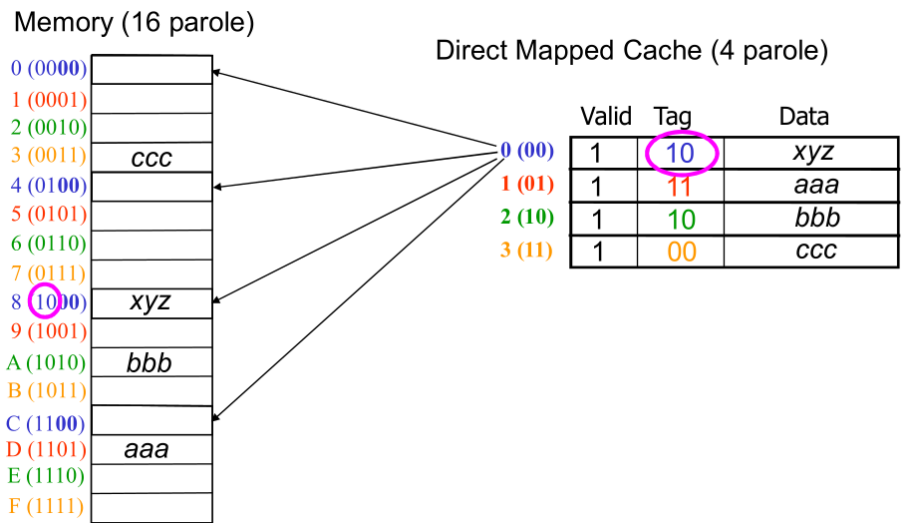 Memory (16 parole)
0 (0000)
1 (0001)
2 (0010)
3 (0011) ccc
4 (0100)
5 (0101)
6 (0110)
7 (0111)
8 (1000) xyz
9 (1001)
A (1010) bbb
B (1011)
C (1100)
D (1101) aaa
E (1110)
F (1111)
Direct Mapped Cache (4 parole)
Valid Tag Data
0 (00) 1 10 xyz
1 (01) 1 11 aaa
2 (10) 1 10 bbb
3 (11) 1 00 ccc